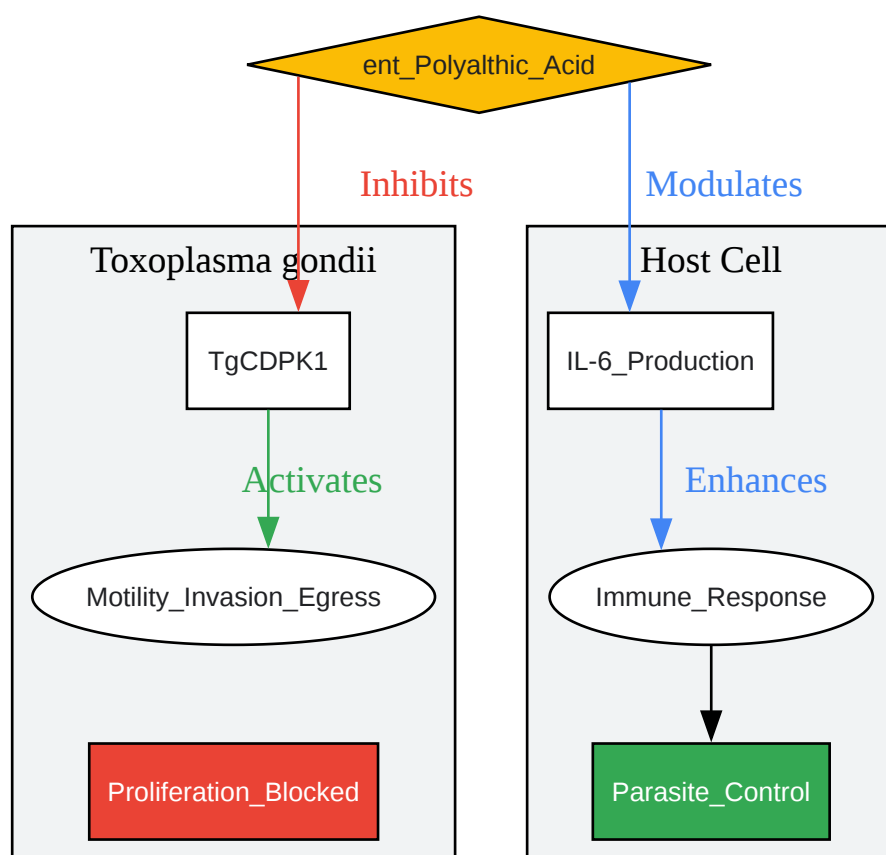 ent_Polyalthic_Acid
Inhibits
Modulates
Toxoplasma gondii
Host Cell
TgCDPK1
IL-6_Production
Activates
Enhances
Motility_Invasion_Egress
Immune_Response
Proliferation_Blocked
Parasite_Control